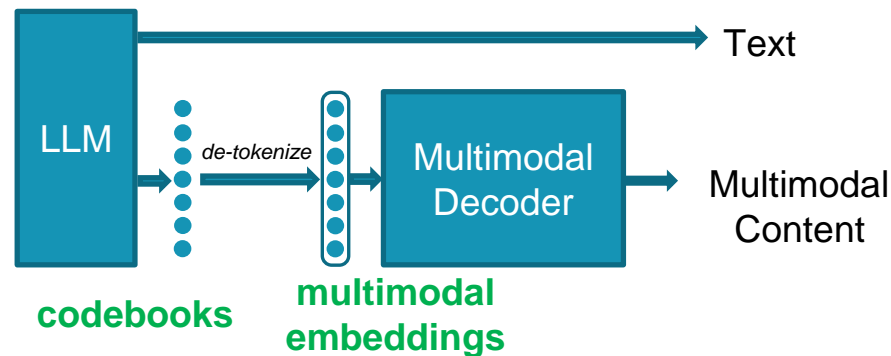 Text
LLM
de-tokenize
Multimodal
Decoder
Multimodal
Content
codebooks
multimodal
embeddings